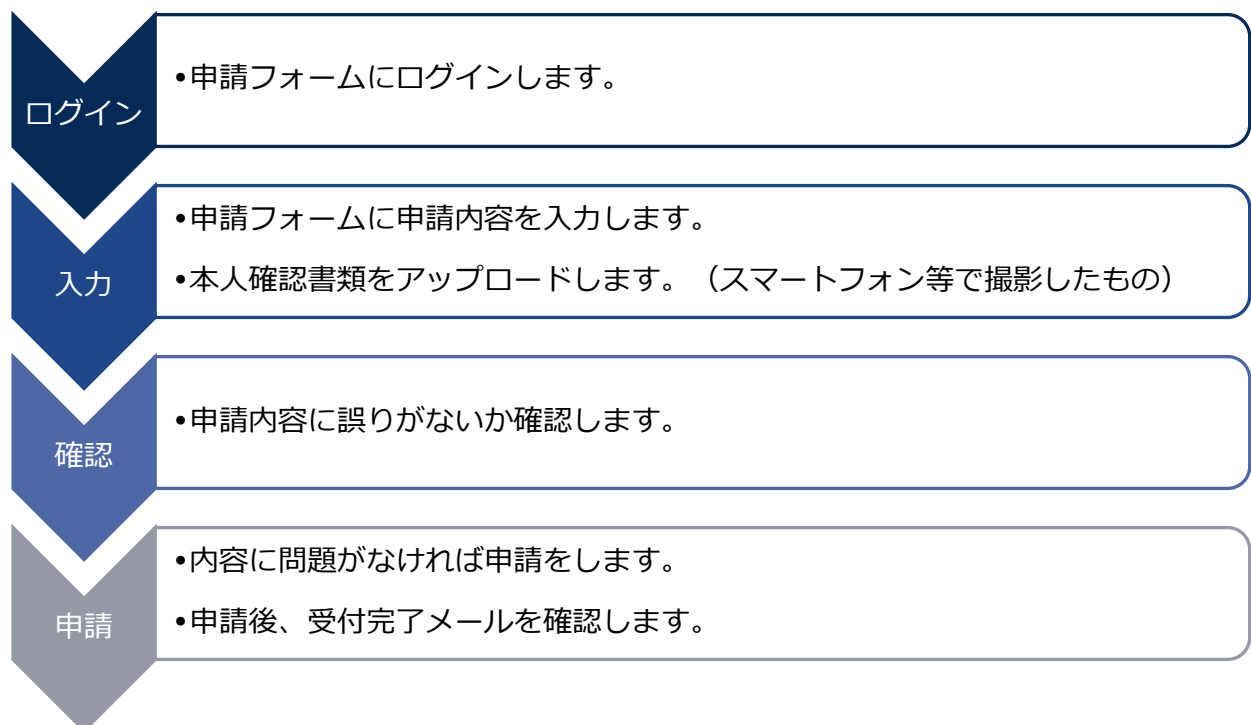 ログイン
•申請フォームにログインします。
入力
•申請フォームに申請内容を入力します。
•本人確認書類をアップロードします。（スマートフォン等で撮影したもの）
確認
•申請内容に誤りがないか確認します。
申請
•内容に問題がなければ申請をします。
•申請後、受付完了メールを確認します。